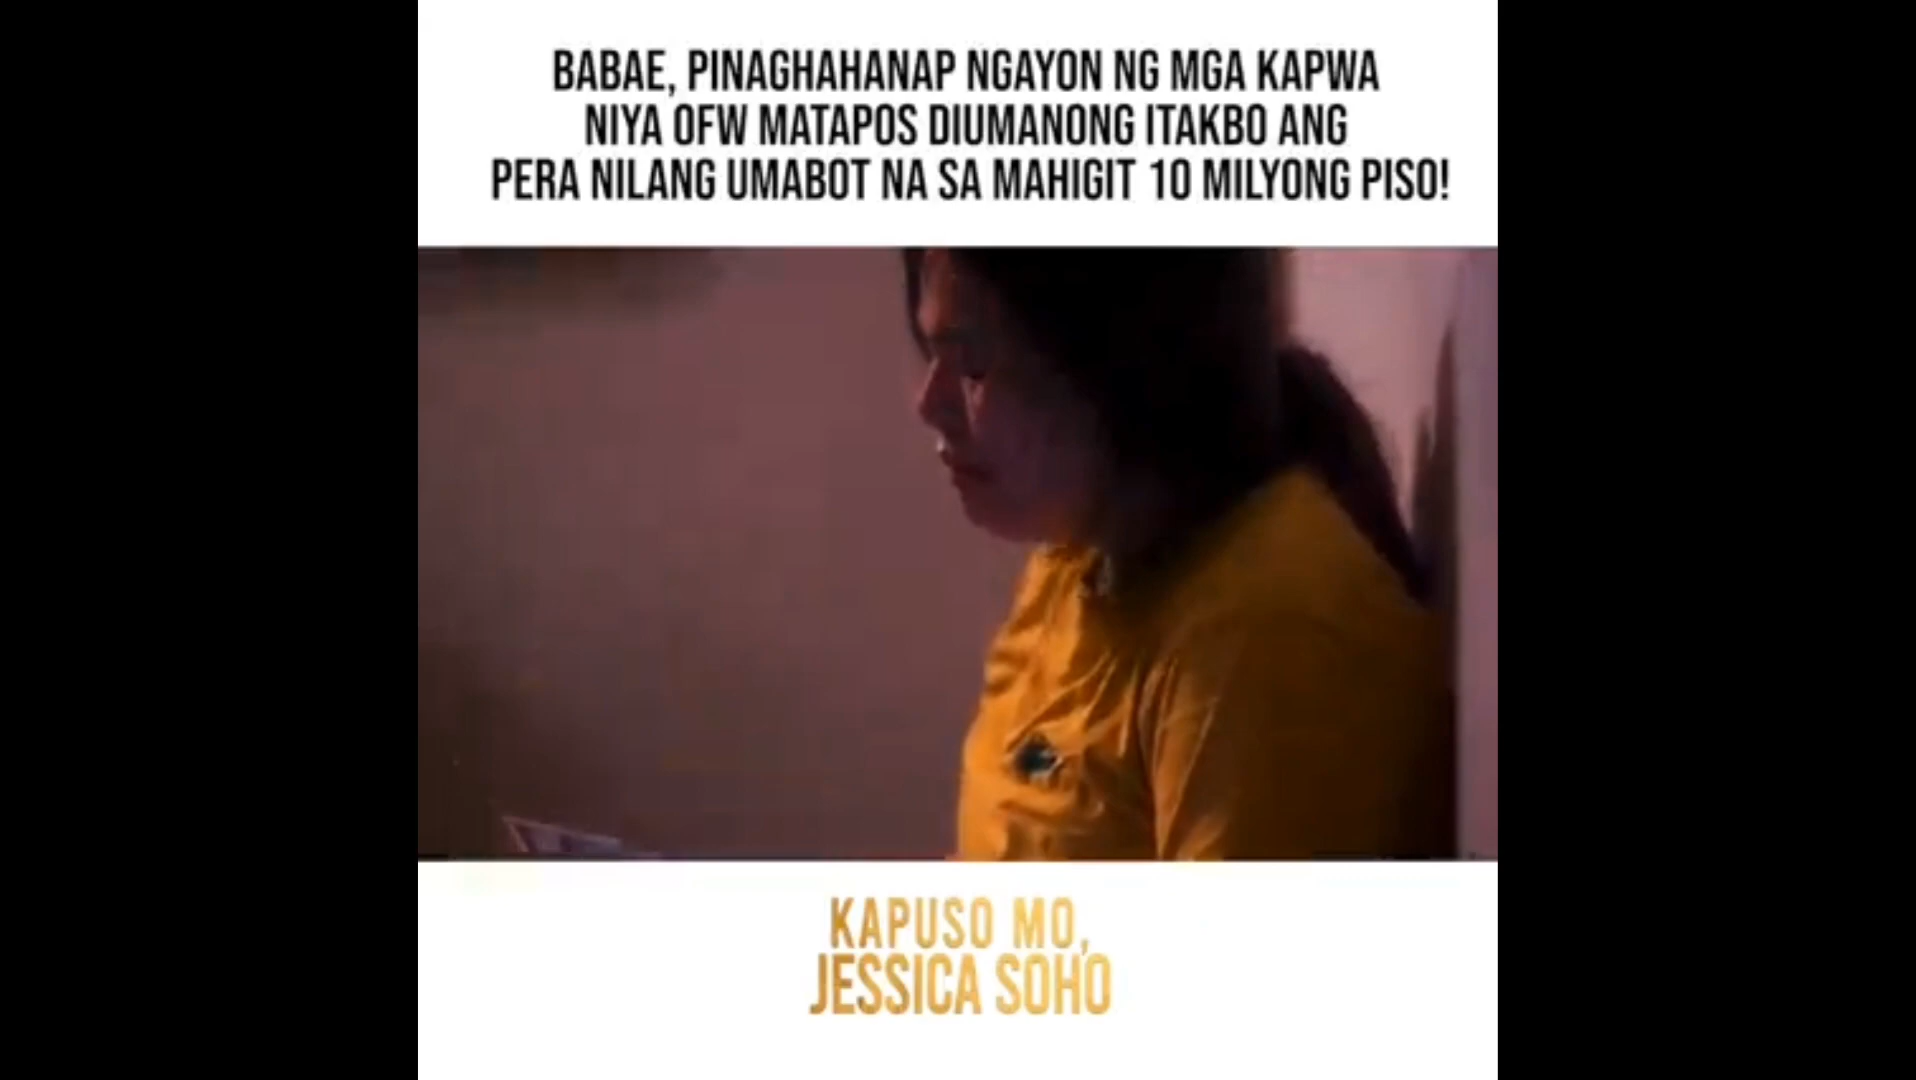 BABAE, PINAGHAHANAP NGAYON NG MGA KAPWA
NIYA OFW MATAPOS DIUMANONG ITAKBO ANG
PERA NILANG UMABOT NA SA MAHIGIT 10 MILYONG PISO!
KAPUSO MO,
JESSICA SOHO